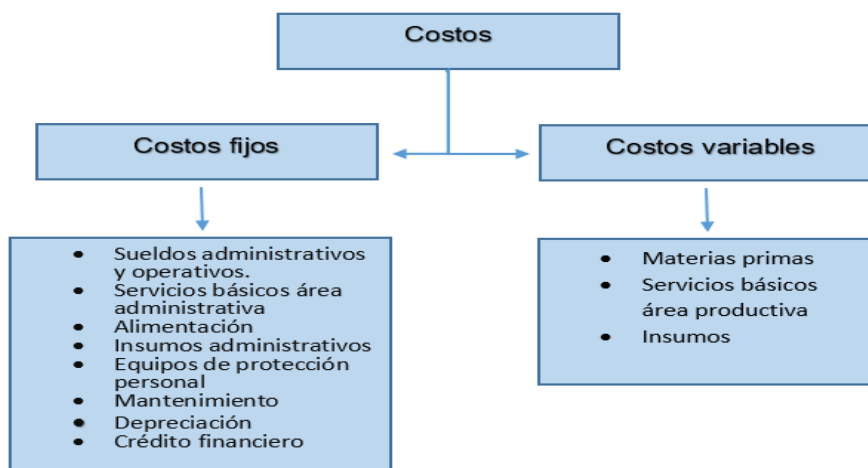 Costos
Costos fijos
Costos variables
• Sueldos administrativos
y operativos.
• Servicios básicos área
administrativa
• Alimentación
• Insumos administrativos
• Equipos de protección
personal
• Mantenimiento
• Depreciación
• Crédito financiero
• Materias primas
• Servicios básicos
área productiva
• Insumos